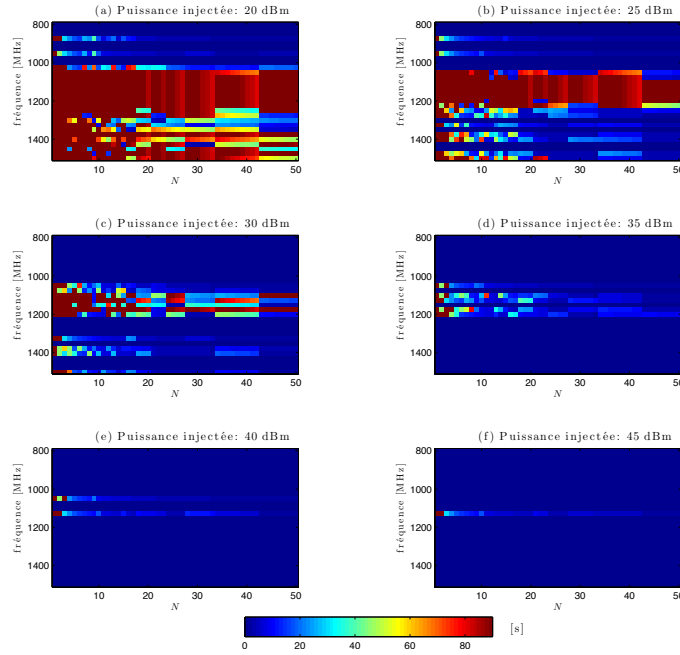 (a) Puissance injectée: 20 dBm
(b) Puissance injectée: 25 dBm
fréquence [MHz]
800
1000
1200
1400
10 20 30 40 50
N
fréquence [MHz]
800
1000
1200
1400
10 20 30 40 50
N
(c) Puissance injectée: 30 dBm
(d) Puissance injectée: 35 dBm
fréquence [MHz]
800
1000
1200
1400
10 20 30 40 50
N
fréquence [MHz]
800
1000
1200
1400
10 20 30 40 50
N
(e) Puissance injectée: 40 dBm
(f) Puissance injectée: 45 dBm
fréquence [MHz]
800
1000
1200
1400
10 20 30 40 50
N
fréquence [MHz]
800
1000
1200
1400
10 20 30 40 50
N
[s]
0 20 40 60 80